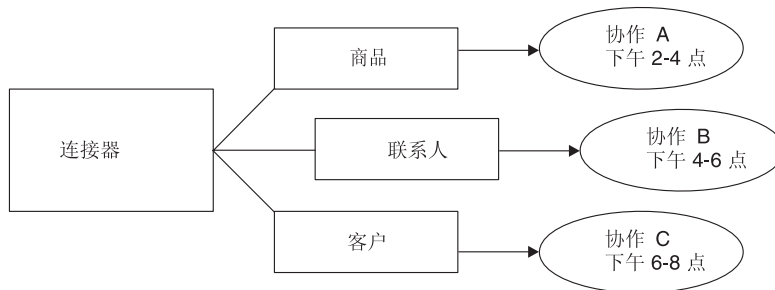 商品
协作 A
下午 2-4 点
连接器
联系人
协作 B
下午 4-6 点
客户
协作 C
下午 6-8 点